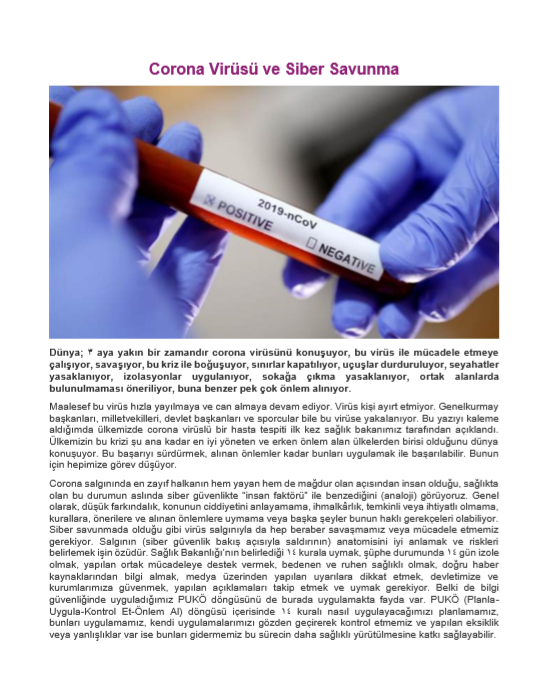 Corona Virüsü ve Siber Savunma
2019-nCoV
POSITIVE
NEGATIVE
Dünya; ٣ aya yakın bir zamandır corona virüsünü konuşuyor, bu virüs ile mücadele etmeye
çalışıyor, savaşıyor, bu kriz ile boğuşuyor, sınırlar kapatılıyor, uçuşlar durduruluyor, seyahatler
yasaklanıyor, izolasyonlar uygulanıyor, sokağa çıkma yasaklanıyor, ortak alanlarda
bulunulmaması öneriliyor, buna benzer pek çok önlem alınıyor.
Maalesef bu virüs hızla yayılmaya ve can almaya devam ediyor. Virüs kişi ayırt etmiyor. Genelkurmay
başkanları, milletvekilleri, devlet başkanları ve sporcular bile bu virüse yakalanıyor. Bu yazıyı kaleme
aldığımda ülkemizde corona virüslü bir hasta tespiti ilk kez sağlık bakanımız tarafından açıklandı.
Ülkemizin bu krizi şu ana kadar en iyi yöneten ve erken önlem alan ülkelerden birisi olduğunu dünya
konuşuyor. Bu başarıyı sürdürmek, alınan önlemler kadar bunları uygulamak ile başarılabilir. Bunun
için hepimize görev düşüyor.
Corona salgınında en zayıf halkanın hem yayan hem de mağdur olan açısından insan olduğu, sağlıkta
olan bu durumun aslında siber güvenlikte “insan faktörü” ile benzediğini (analoji) görüyoruz. Genel
olarak, düşük farkındalık, konunun ciddiyetini anlayamama, ihmalkârlık, temkinli veya ihtiyatlı olmama,
kurallara, önerilere ve alınan önlemlere uymama veya başka şeyler bunun haklı gerekçeleri olabiliyor.
Siber savunmada olduğu gibi virüs salgınıyla da hep beraber savaşmamız veya mücadele etmemiz
gerekiyor. Salgının (siber güvenlik bakış açısıyla saldırının) anatomisini iyi anlamak ve riskleri
belirlemek işin özüdür. Sağlık Bakanlığı’nın belirlediği ١٤ kurala uymak, şüphe durumunda ١٤ gün izole
olmak, yapılan ortak mücadeleye destek vermek, bedenen ve ruhen sağlıklı olmak, doğru haber
kaynaklarından bilgi almak, medya üzerinden yapılan uyarılara dikkat etmek, devletimize ve
kurumlarımıza güvenmek, yapılan açıklamaları takip etmek ve uymak gerekiyor. Belki de bilgi
güvenliğinde uyguladığımız PUKÖ döngüsünü de burada uygulamakta fayda var. PUKÖ (Planla-
Uygula-Kontrol Et-Önlem Al) döngüsü içerisinde ١٤ kuralı nasıl uygulayacağımızı planlamamız,
bunları uygulamamız, kendi uygulamalarımızı gözden geçirerek kontrol etmemiz ve yapılan eksiklik
veya yanlışlıklar var ise bunları gidermemiz bu sürecin daha sağlıklı yürütülmesine katkı sağlayabilir.